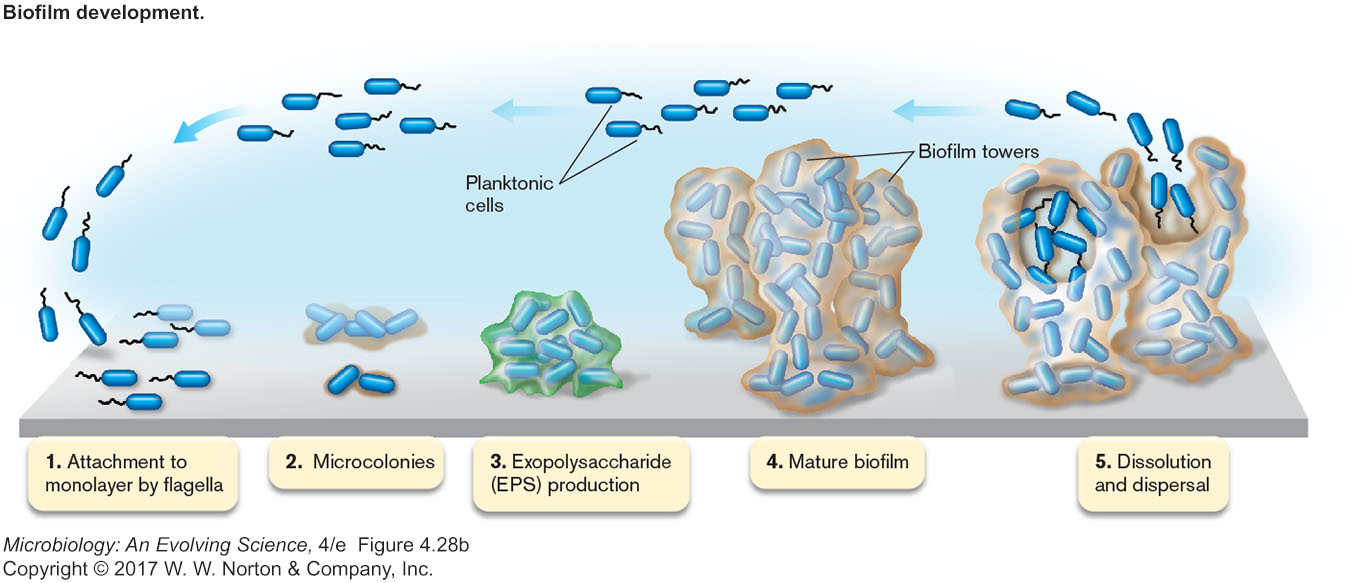 Biofilm development.
Planktonic
cells
Biofilm towers
1. Attachment to
monolayer by flagella
2. Microcolonies
3. Exopolysaccharide
(EPS) production
4. Mature biofilm
5. Dissolution
and dispersal
Microbiology: An Evolving Science, 4/e Figure 4.28b
Copyright © 2017 W. W. Norton & Company, Inc.